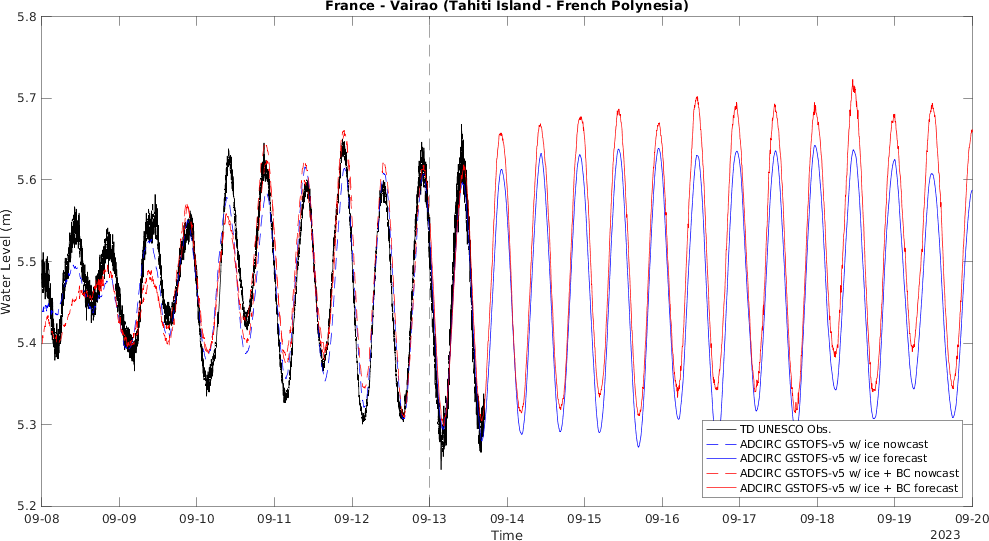 France - Vairao (Tahiti Island - French Polynesia)
5.8
5.7
5.6
5.5
5.4
5.3
5.2
Water Level (m)
TD UNESCO Obs.
ADCIRC GSTOFS-v5 w/ ice nowcast
ADCIRC GSTOFS-v5 w/ ice forecast
ADCIRC GSTOFS-v5 w/ ice + BC nowcast
ADCIRC GSTOFS-v5 w/ ice + BC forecast
09-08 09-09 09-10 09-11 09-12 09-13 09-14 09-15 09-16 09-17 09-18 09-19 09-20
Time
2023